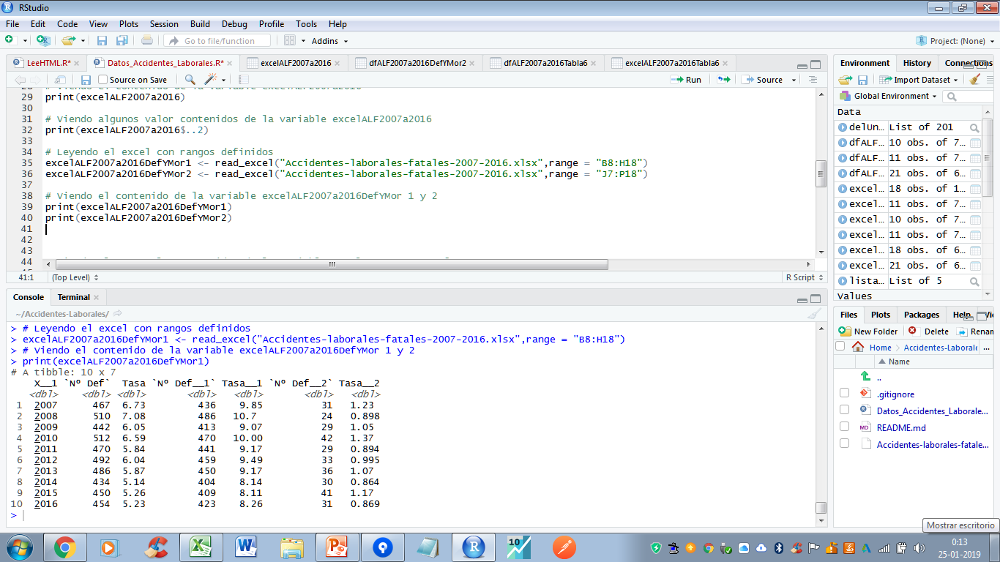 RStudio
File Edit Code View Plots Session Build Debug Profile Tools Help
Go to file/function Addins Project: (None)
LeeHTML.R* Datos_Accidentes_Laborales.R* excelALF2007a2016 dfALF2007a2016DefYMor2 dfALF2007a2016Tabla6 excelALF2007a2016Tabla6
Source on Save Run Source
28 # Viendo el contenido de la variable excelALF2007a2016
29 print(excelALF2007a2016)
30
31 # Viendo algunos valor contenidos de la variable excelALF2007a2016
32 print(excelALF2007a2016$..2)
33
34 # Leyendo el excel con rangos definidos
35 excelALF2007a2016DefYMor1 <- read_excel("Accidentes-laborales-fatales-2007-2016.xlsx",range = "B8:H18")
36 excelALF2007a2016DefYMor2 <- read_excel("Accidentes-laborales-fatales-2007-2016.xlsx",range = "J7:P18")
37
38 # Viendo el contenido de la variable excelALF2007a2016DefYMor 1 y 2
39 print(excelALF2007a2016DefYMor1)
40 print(excelALF2007a2016DefYMor2)
41
42
43
44
41:1 (Top Level) R Script
Console Terminal
~/Accidentes-Laborales/
> # Leyendo el excel con rangos definidos
> excelALF2007a2016DefYMor1 <- read_excel("Accidentes-laborales-fatales-2007-2016.xlsx",range = "B8:H18")
> # Viendo el contenido de la variable excelALF2007a2016DefYMor 1 y 2
> print(excelALF2007a2016DefYMor1)
# A tibble: 10 x 7
X__1 `Nº Def` Tasa `Nº Def__1` Tasa__1 `Nº Def__2` Tasa__2
<dbl> <dbl> <dbl> <dbl> <dbl> <dbl> <dbl>
1 2007 467 6.73 436 9.85 31 1.23
2 2008 510 7.08 486 10.7 24 0.898
3 2009 442 6.05 413 9.07 29 1.05
4 2010 512 6.59 470 10.00 42 1.37
5 2011 470 5.84 441 9.17 29 0.894
6 2012 492 6.04 459 9.49 33 0.995
7 2013 486 5.87 450 9.17 36 1.07
8 2014 434 5.14 404 8.14 30 0.864
9 2015 450 5.26 409 8.11 41 1.17
10 2016 454 5.23 423 8.26 31 0.869
>
Environment History Connections
Import Dataset
Global Environment
Data
delUn... List of 201
dfALF... 10 obs. of 7...
dfALF... 11 obs. of 7...
dfALF... 21 obs. of 6...
excel... 18 obs. of 1...
excel... 11 obs. of 7...
excel... 10 obs. of 7...
excel... 11 obs. of 7...
excel... 18 obs. of 6...
excel... 21 obs. of 6...
lista... List of 5
Values
Files Plots Packages Help Vi
New Folder Delete Renam
Home Accidentes-Laborale ...
Name
..
.gitignore
Datos_Accidentes_Laborale...
README.md
Accidentes-laborales-fatale...
Mostrar escritorio
10
0:13
25-01-2019